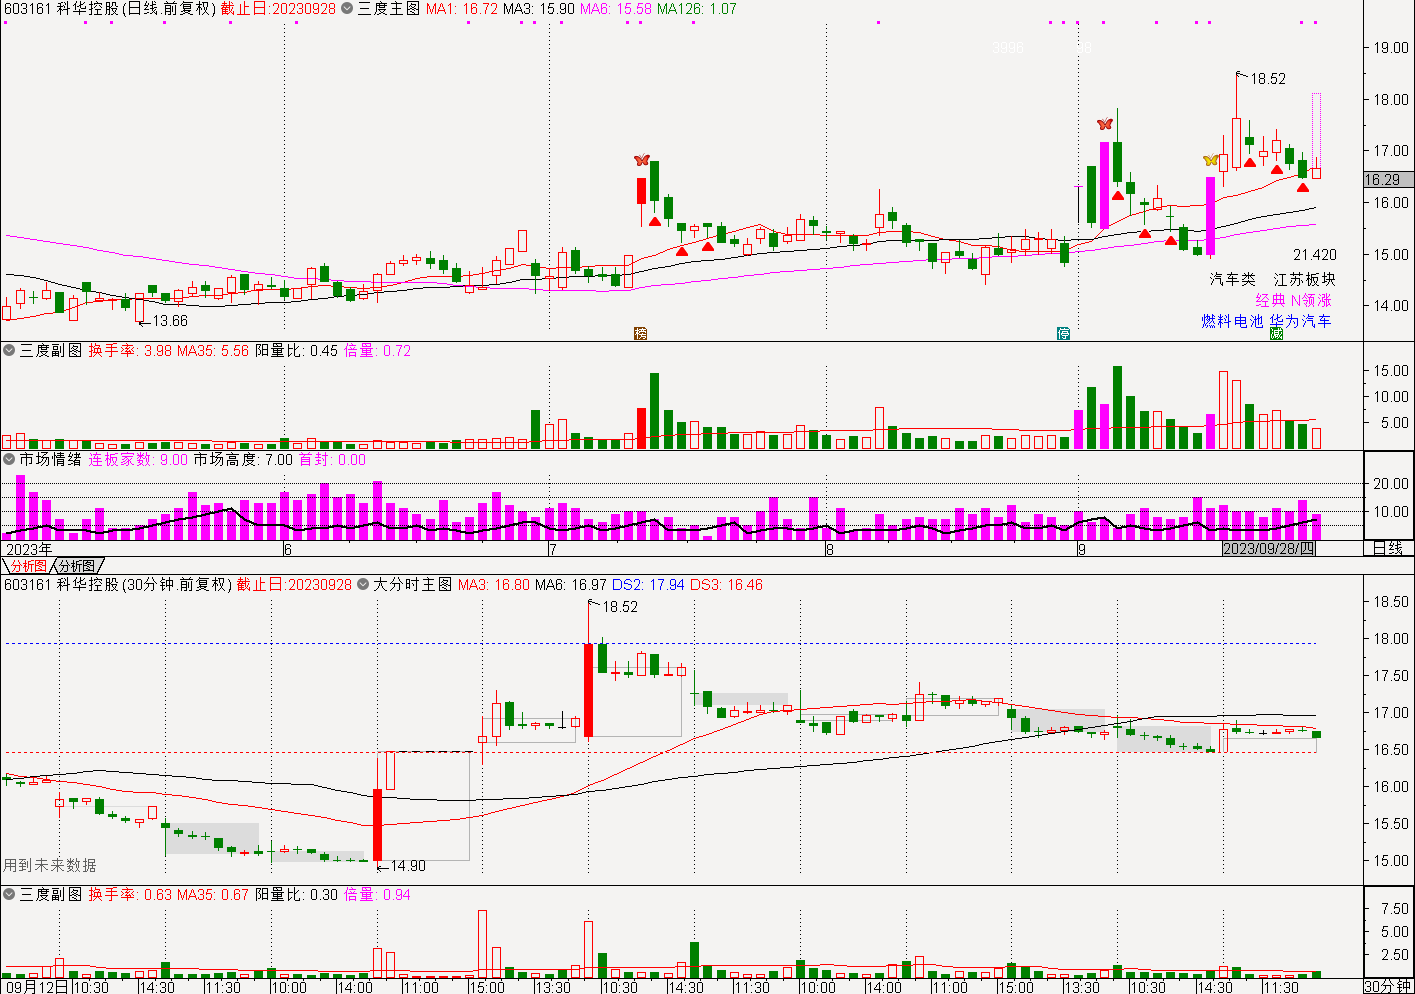 603161 科华控股(日线.前复权) 截止日:20230928 三度主图 MA1: 16.72 MA3: 15.90 MA6: 15.58 MA126: 1.07
19.00
18.52
18.00
17.00
16.29
16.00
21.420
15.00
汽车类 江苏板块
经典 N领涨
14.00
13.66
燃料电池 华为汽车
榜
停
减
三度副图 换手率: 3.98 MA35: 5.56 阳量比: 0.45 倍量: 0.72
15.00
10.00
5.00
市场情绪 连板家数: 9.00 市场高度: 7.00 首封: 0.00
20.00
10.00
2023年 6 7 8 9 2023/09/28/四 日线
分析图 分析图
603161 科华控股(30分钟.前复权) 截止日:20230928 大分时主图 MA3: 16.80 MA6: 16.97 DS2: 17.94 DS3: 16.46
18.50
18.52
18.00
17.50
17.00
16.50
16.00
15.50
15.00
14.90
用到未来数据
三度副图 换手率: 0.63 MA35: 0.67 阳量比: 0.30 倍量: 0.94
7.50
5.00
2.50
09月12日 10:30 14:30 11:30 10:00 14:00 11:00 15:00 13:30 10:30 14:30 11:30 10:00 14:00 11:00 15:00 13:30 10:30 14:30 11:30 30分钟